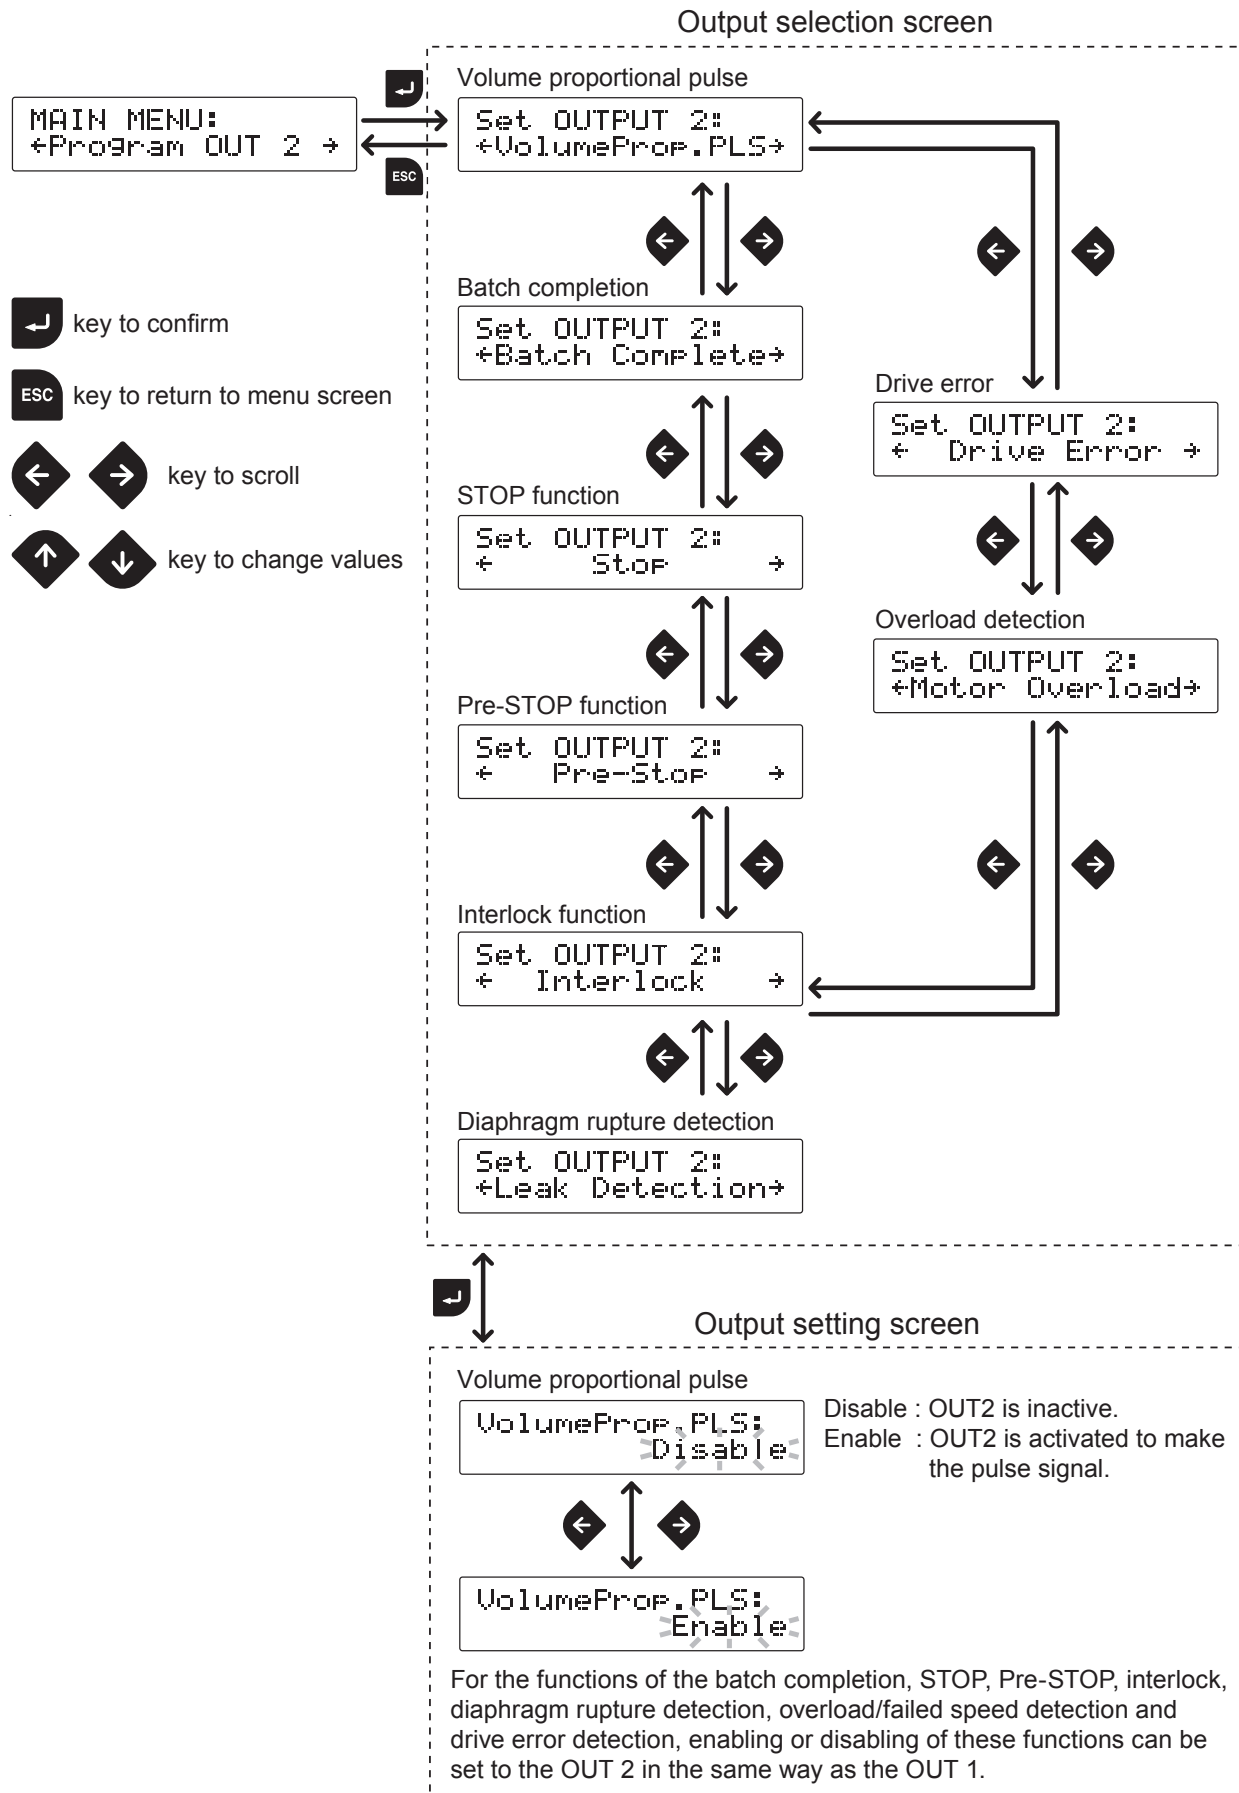 Output selection screen
Volume proportional pulse
MAIN MENU:
←Program OUT 2 →
ESC
Set OUTPUT 2:
←VolumeProp.PLS→
Batch completion
Set OUTPUT 2:
←Batch Complete→
key to confirm
ESC key to return to menu screen
key to scroll
key to change values
STOP function
Set OUTPUT 2:
← Stop →
Pre-STOP function
Set OUTPUT 2:
← Pre-Stop →
Interlock function
Set OUTPUT 2:
← Interlock →
Diaphragm rupture detection
Set OUTPUT 2:
←Leak Detection→
Drive error
Set OUTPUT 2:
← Drive Error →
Overload detection
Set OUTPUT 2:
←Motor Overload→
Output setting screen
Volume proportional pulse
VolumeProp.PLS:
Disable
Disable : OUT2 is inactive.
Enable : OUT2 is activated to make
the pulse signal.
VolumeProp.PLS:
Enable
For the functions of the batch completion, STOP, Pre-STOP, interlock,
diaphragm rupture detection, overload/failed speed detection and
drive error detection, enabling or disabling of these functions can be
set to the OUT 2 in the same way as the OUT 1.